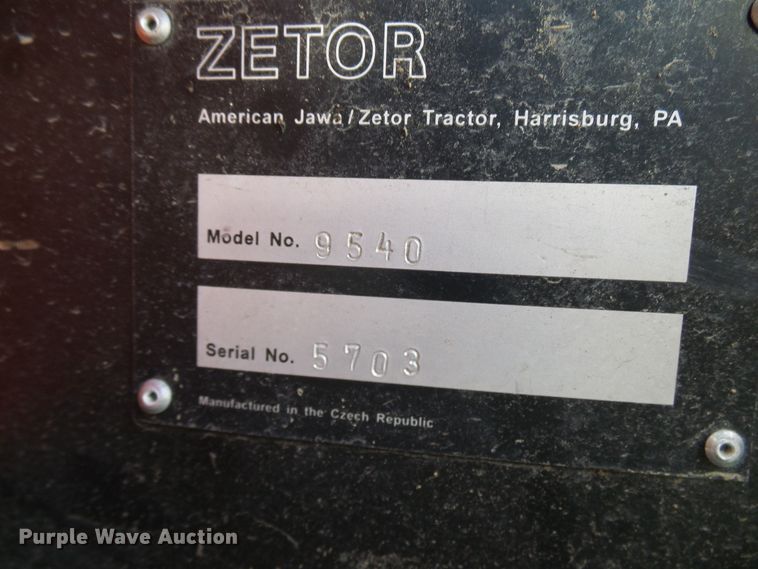 ZETOR
American Jawa/Zetor Tractor, Harrisburg, PA
Model No. 9540
Serial No. 5703
Manufactured in the Czech Republic
Purple Wave Auction